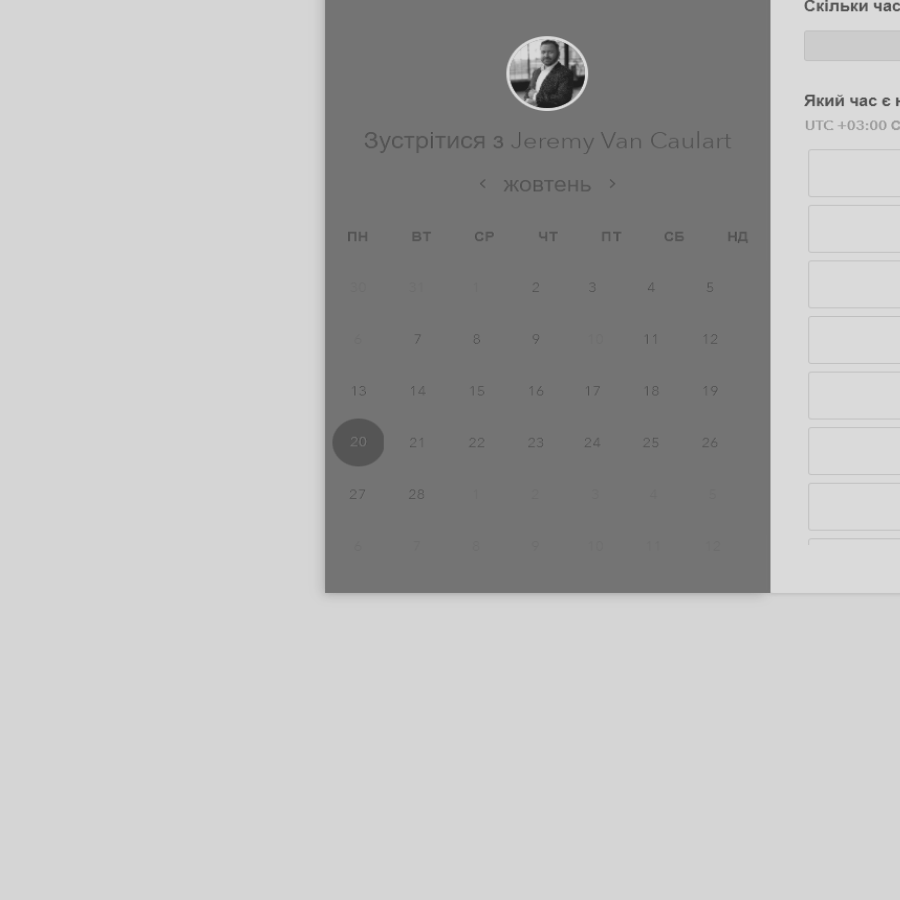 Скільки час
Який час є н
UTC +03:00 С
Зустрітися з Jeremy Van Caulart
жовтень
ПН ВТ СР ЧТ ПТ СБ НД
30 31 1 2 3 4 5
6 7 8 9 10 11 12
13 14 15 16 17 18 19
20 21 22 23 24 25 26
27 28 1 2 3 4 5
6 7 8 9 10 11 12